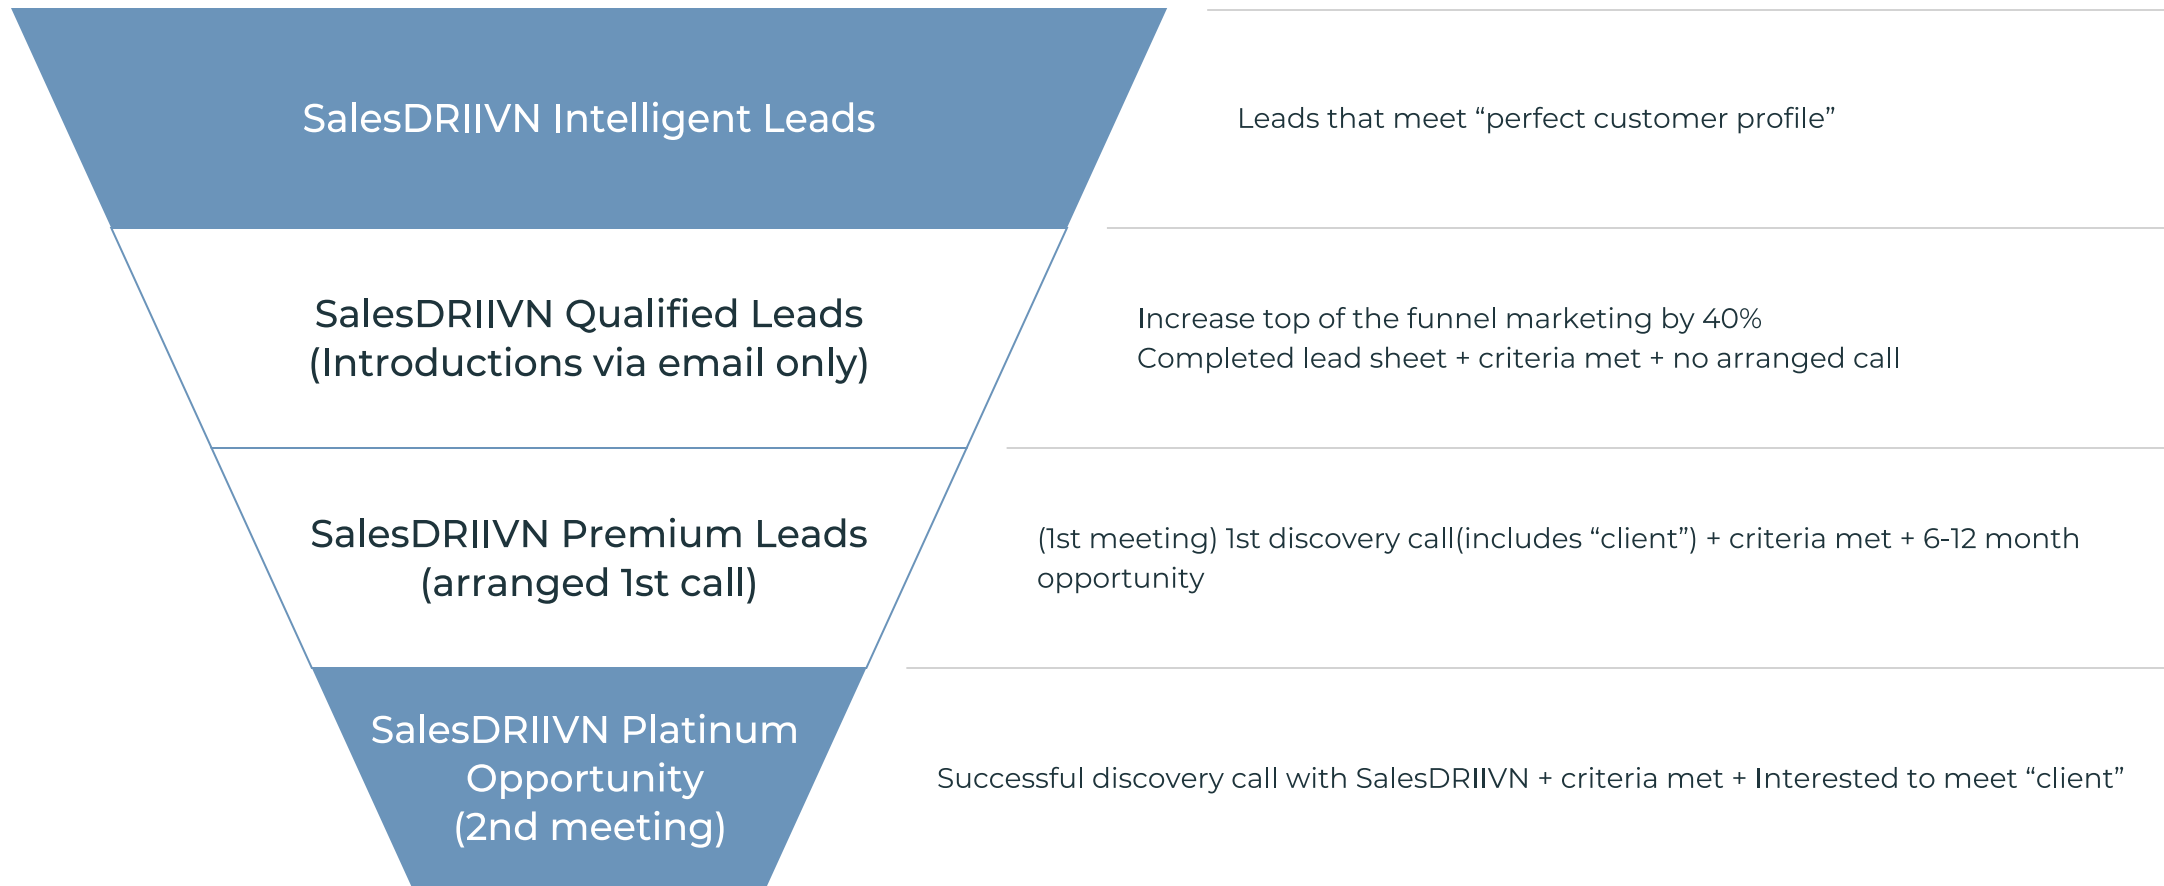 SalesDRIIVN Intelligent Leads
Leads that meet “perfect customer profile”
SalesDRIIVN Qualified Leads
(Introductions via email only)
Increase top of the funnel marketing by 40%
Completed lead sheet + criteria met + no arranged call
SalesDRIIVN Premium Leads
(arranged 1st call)
(1st meeting) 1st discovery call(includes “client”) + criteria met + 6-12 month
opportunity
SalesDRIIVN Platinum
Opportunity
(2nd meeting)
Successful discovery call with SalesDRIIVN + criteria met + Interested to meet “client”